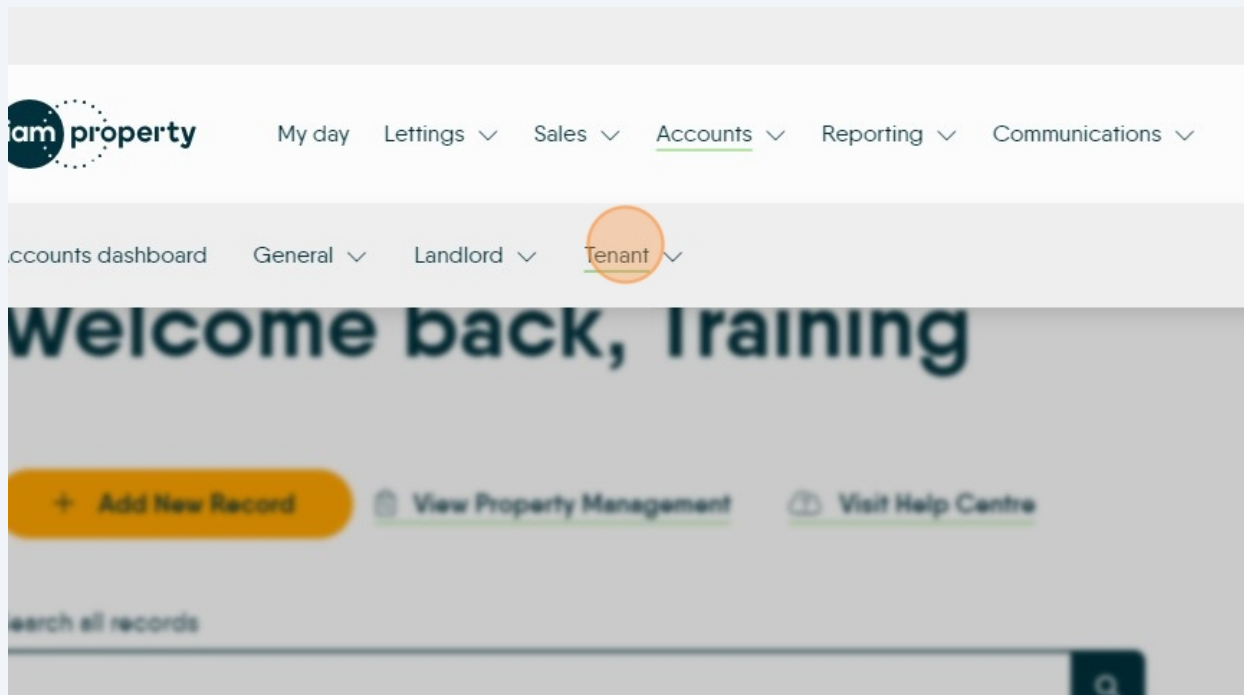 iam property
My day Lettings Sales Accounts Reporting Communications
ccounts dashboard General Landlord Tenant
Welcome back, Training
+ Add New Record View Property Management Visit Help Centre
earch all records